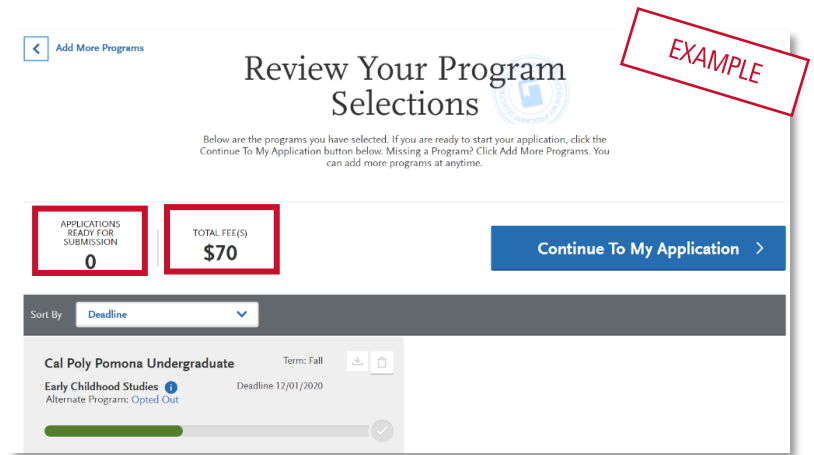 Add More Programs
EXAMPLE
Review Your Program
Selections
Below are the programs you have selected. If you are ready to start your application, click the
Continue To My Application button below. Missing a Program? Click Add More Programs. You
can add more programs at anytime.
APPLICATIONS
READY FOR
SUBMISSION
0
TOTAL FEE(S)
$70
Continue To My Application
Sort By Deadline
Cal Poly Pomona Undergraduate Term: Fall
Early Childhood Studies Deadline 12/01/2020
Alternate Program: Opted Out